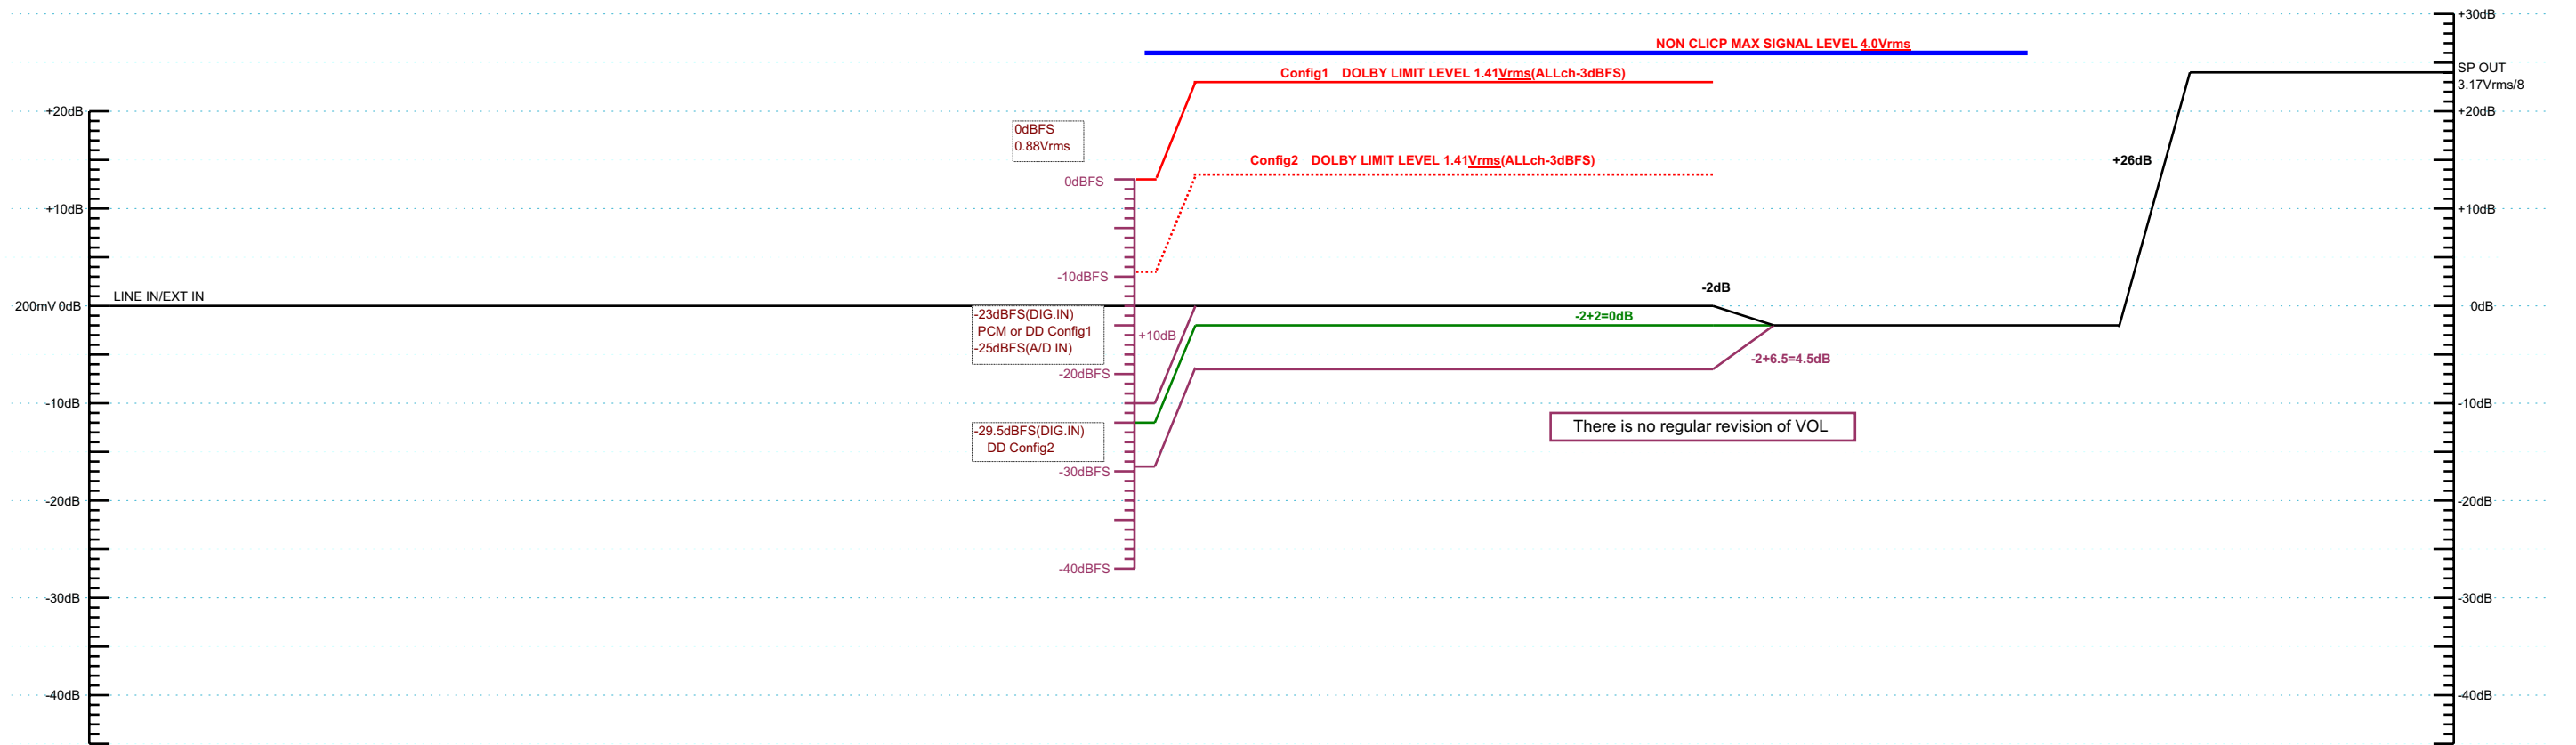 +30dB
NON CLICP MAX SIGNAL LEVEL 4.0Vrms
SP OUT
3.17Vrms/8
Config1 DOLBY LIMIT LEVEL 1.41Vrms(ALLch-3dBFS)
+20dB
+20dB
0dBFS
0.88Vrms
Config2 DOLBY LIMIT LEVEL 1.41Vrms(ALLch-3dBFS)
+26dB
0dBFS
+10dB
+10dB
-10dBFS
-2dB
LINE IN/EXT IN
200mV 0dB
0dB
-23dBFS(DIG.IN)
PCM or DD Config1
-25dBFS(A/D IN)
-2+2=0dB
+10dB
-2+6.5=4.5dB
-20dBFS
-10dB
-10dB
There is no regular revision of VOL
-29.5dBFS(DIG.IN)
DD Config2
-30dBFS
-20dB
-20dB
-40dBFS
-30dB
-30dB
-40dB
-40dB